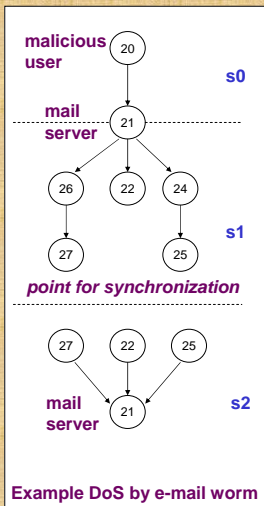 malicious
user
20
s0
mail
server
21
26 22 24
s1
27 25
point for synchronization
27 22 25
mail
server
21
s2
Example DoS by e-mail worm